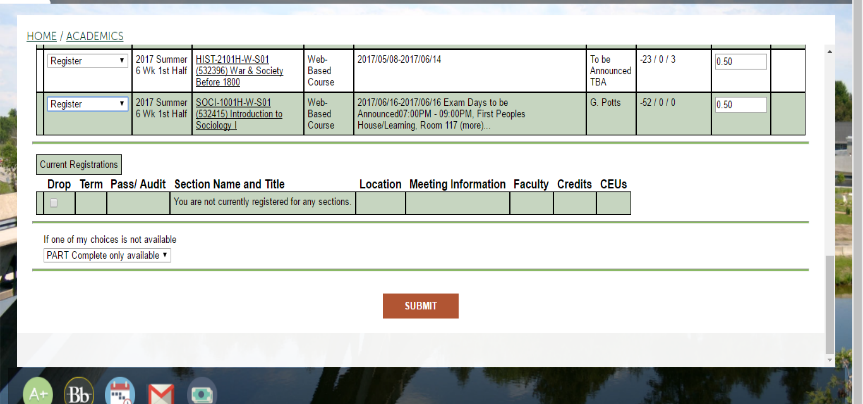 HOME / ACADEMICS
Register
2017 Summer
6 Wk 1st Half
HIST-2101H-W-S01
(532396) War & Society
Before 1800
Web-
Based
Course
2017/05/08-2017/06/14
To be
Announced
TBA
-23 / 0 / 3
0.50
Register
2017 Summer
6 Wk 1st Half
SOCI-1001H-W-S01
(532415) Introduction to
Sociology I
Web-
Based
Course
2017/06/16-2017/06/16 Exam Days to be
Announced07:00PM - 09:00PM, First Peoples
House/Learning, Room 117 (more)...
G. Potts
-52 / 0 / 0
0.50
Current Registrations
Drop Term Pass/ Audit Section Name and Title Location Meeting Information Faculty Credits CEUs
You are not currently registered for any sections.
If one of my choices is not available
PART Complete only available
SUBMIT
A+
Bb